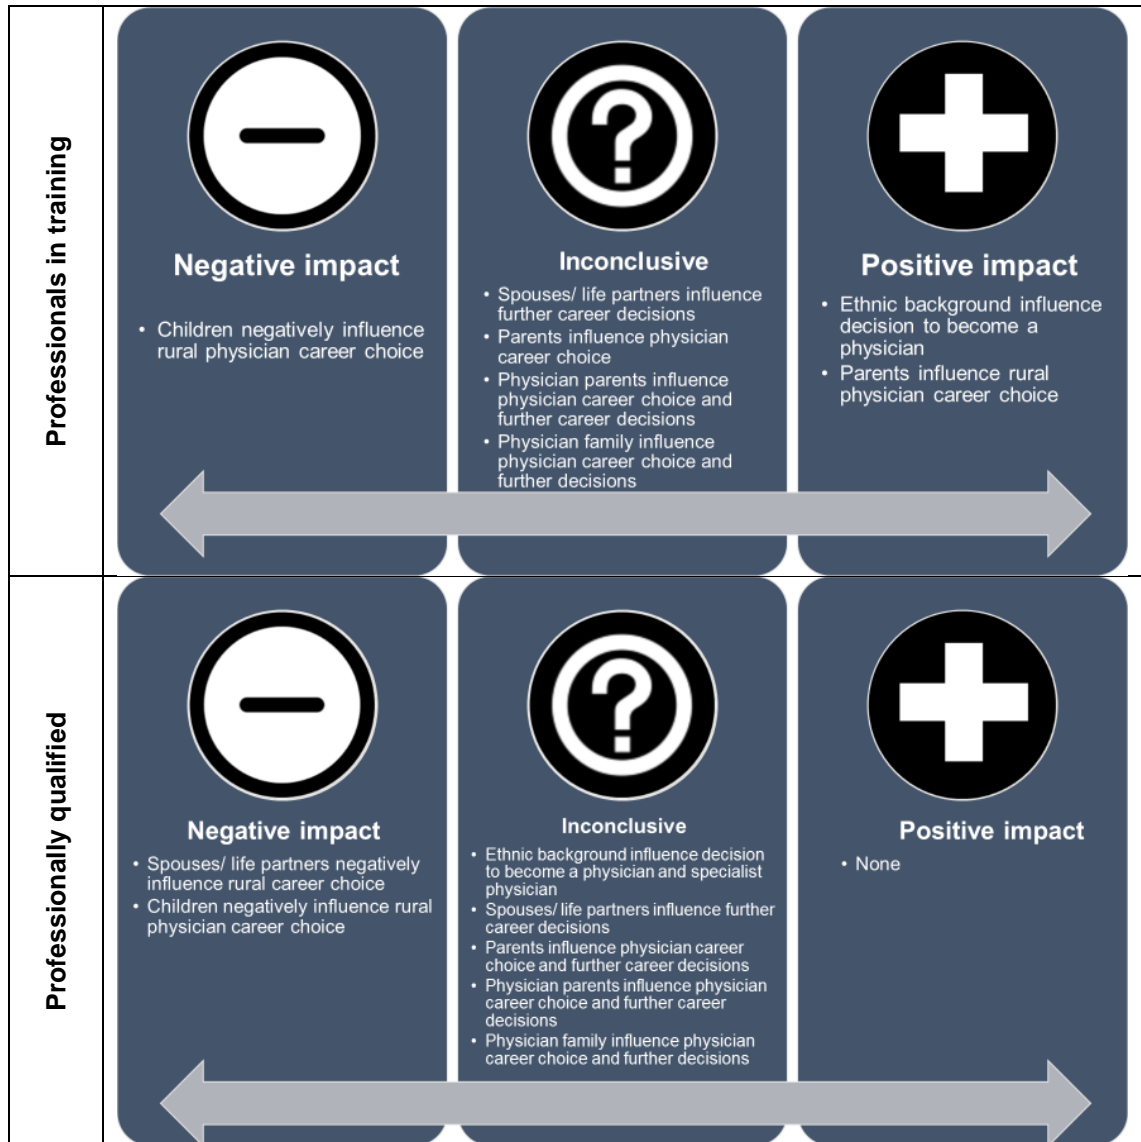 Professionals in training
Negative impact
• Children negatively influence
rural physician career choice
?
Inconclusive
• Spouses/ life partners influence
further career decisions
• Parents influence physician
career choice
• Physician parents influence
physician career choice and
further career decisions
• Physician family influence
physician career choice and
further decisions
Positive impact
• Ethnic background influence
decision to become a
physician
• Parents influence rural
physician career choice
Professionally qualified
Negative impact
• Spouses/ life partners negatively
influence rural career choice
• Children negatively influence rural
physician career choice
?
Inconclusive
• Ethnic background influence decision
to become a physician and specialist
physician
• Spouses/ life partners influence further
career decisions
• Parents influence physician career
choice and further career decisions
• Physician parents influence physician
career choice and further career
decisions
• Physician family influence physician
career choice and further decisions
Positive impact
• None